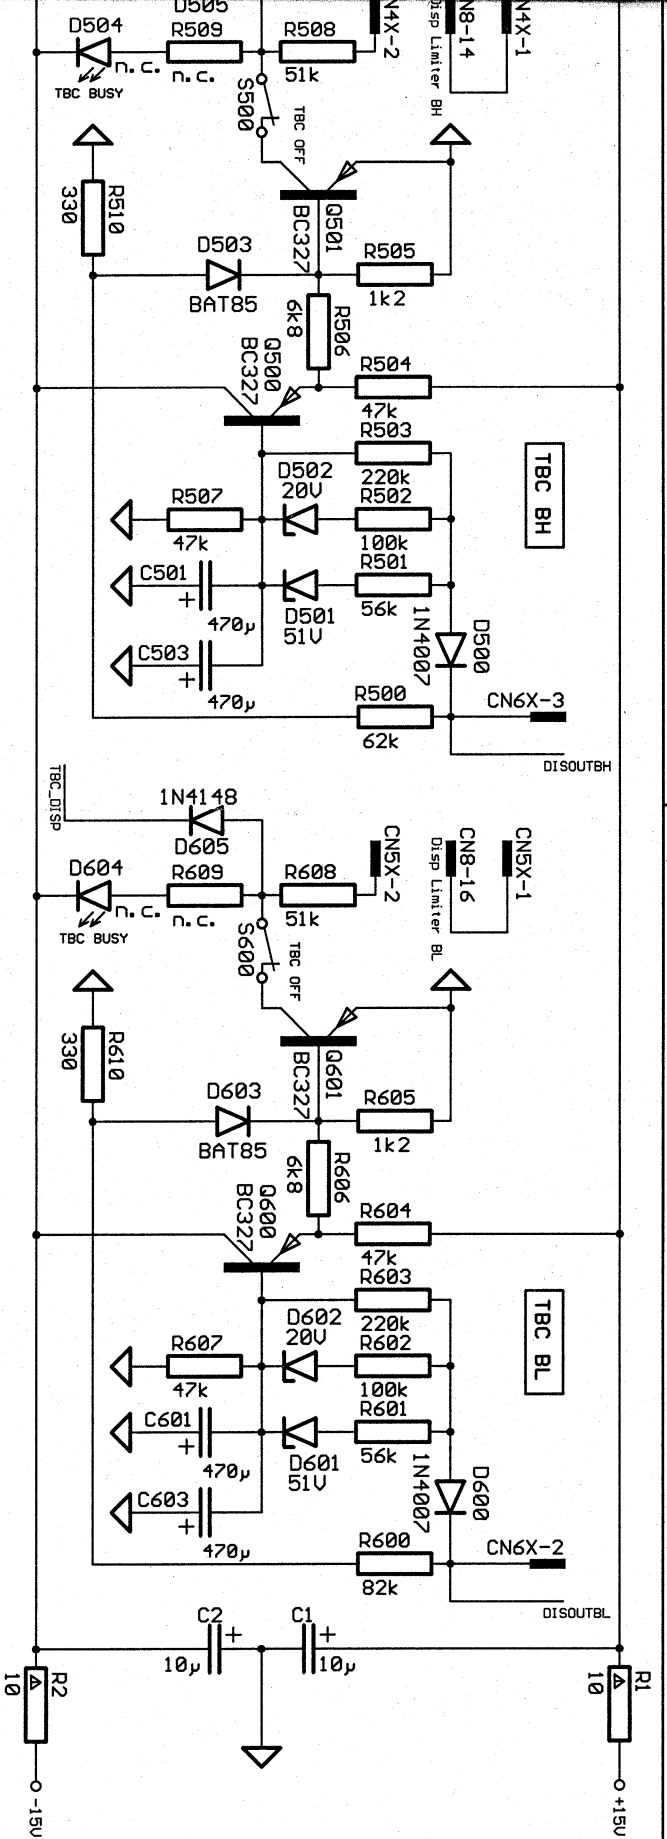 D505
D504
R509
R508
N4X-2
CN8-14
N4X-1
Disp Limiter BH
n.c.
n.c.
51k
TBC BUSY
S500
TBC OFF
R510
330
Q501
BC327
D503
BAT85
R505
1k2
R506
6k8
Q500
BC327
R504
47k
R503
220k
TBC BH
D502
20V
R507
47k
R502
100k
C501
470µ
D501
51V
R501
56k
1N4007
D500
C503
470µ
R500
62k
CN6X-3
DISOUTBH
TBC_DISP
1N4148
D605
CN5X-2
CN8-16
CN5X-1
Disp Limiter BL
D604
R609
R608
n.c.
n.c.
51k
TBC BUSY
S600
TBC OFF
R610
330
Q601
BC327
D603
BAT85
R605
1k2
R606
6k8
Q600
BC327
R604
47k
R603
220k
TBC BL
D602
20V
R607
47k
R602
100k
C601
470µ
D601
51V
R601
56k
1N4007
D600
C603
470µ
R600
82k
CN6X-2
DISOUTBL
C2
10µ
C1
10µ
R2
10
R1
10
-15V
+15V